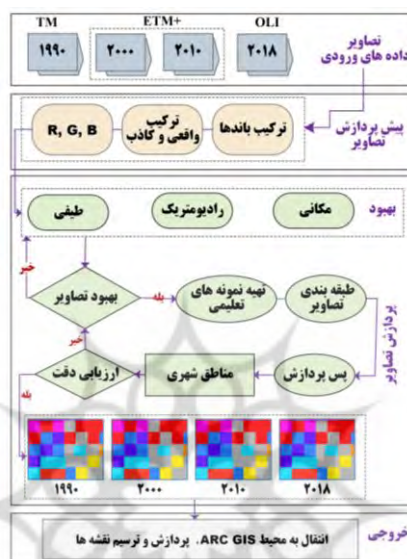 TM
ETM+
OLI
۱۹۹۰
۲۰۰۰
۲۰۱۰
۲۰۱۸
تصاویر
داده های ورودی
R, G, B
ترکیب
واقعی و کاذب
ترکیب باندها
پیش پردازش
تصاویر
طیفی
رادیومتریک
مکانی
بهبود
خیر
بهبود تصاویر
بله
تهیه نمونه های
تعلیمی
طبقه بندی
تصاویر
پردازش تصاویر
خیر
ارزیابی دقت
مناطق شهری
پس پردازش
بله
۱۹۹۰
۲۰۰۰
۲۰۱۰
۲۰۱۸
خروجی
انتقال به محیط ARC GIS، پردازش و ترسیم نقشه ها